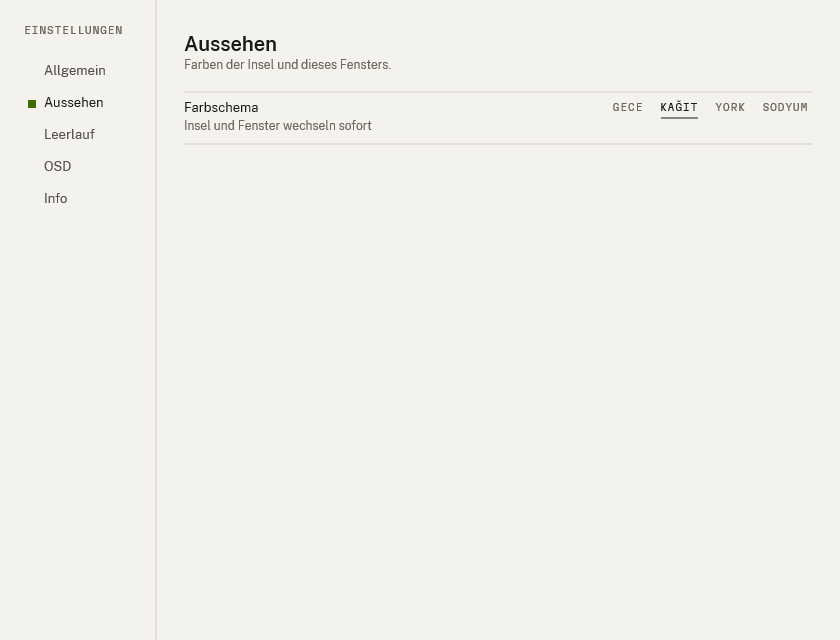 EINSTELLUNGEN
Allgemein
Aussehen
Leerlauf
OSD
Info
Aussehen
Farben der Insel und dieses Fensters.
Farbschema
Insel und Fenster wechseln sofort
GECE KAĞIT YORK SODYUM